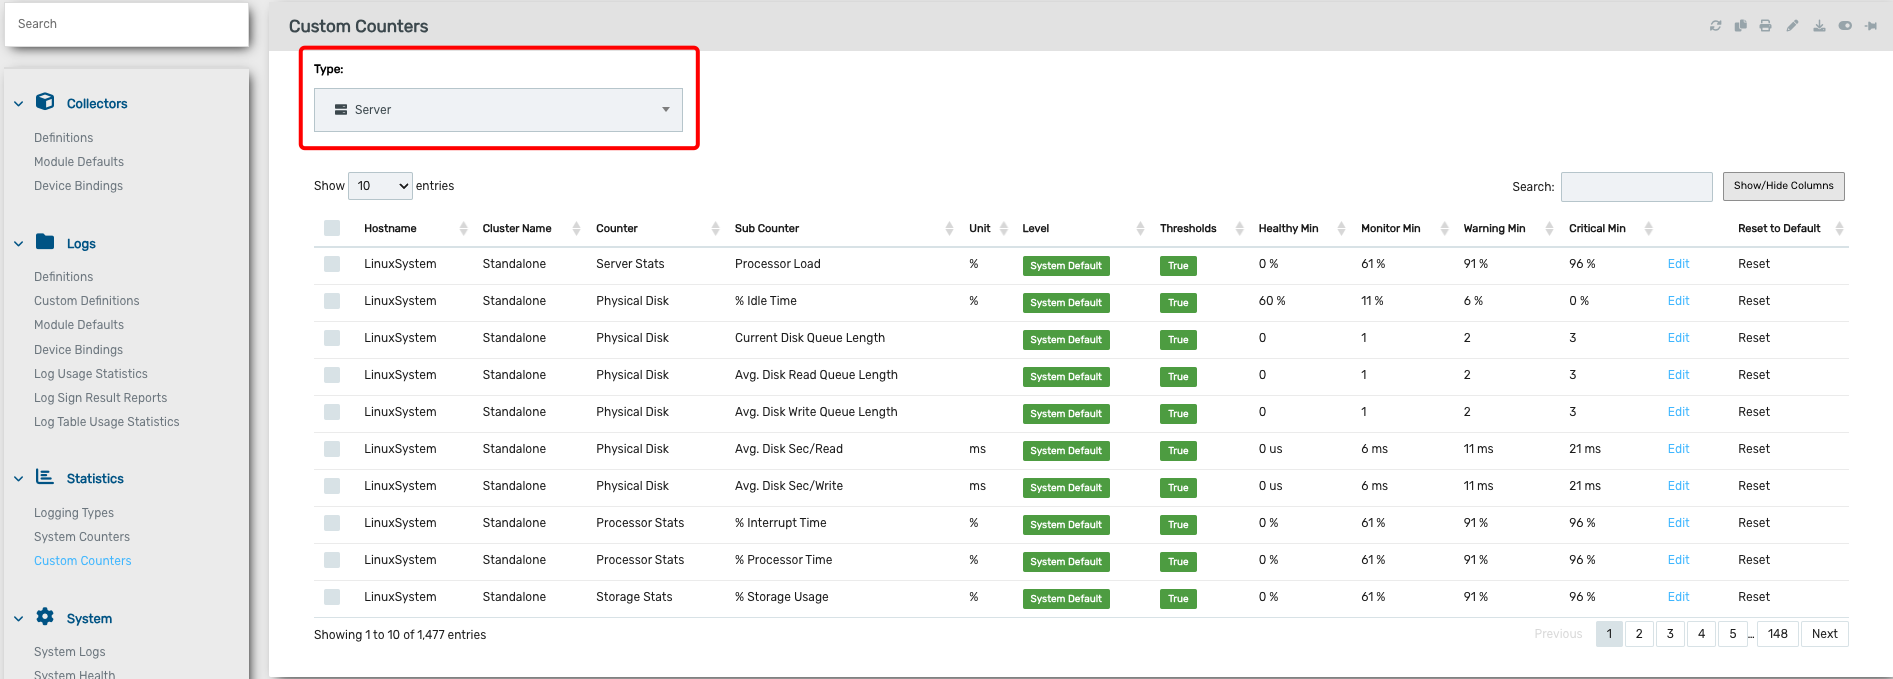 Search
Collectors
Definitions
Module Defaults
Device Bindings
Logs
Definitions
Custom Definitions
Module Defaults
Device Bindings
Log Usage Statistics
Log Sign Result Reports
Log Table Usage Statistics
Statistics
Logging Types
System Counters
Custom Counters
System
System Logs
System Health
Custom Counters
Type:
Server
Show 10 entries
Search: Show/Hide Columns
Hostname Cluster Name Counter Sub Counter Unit Level Thresholds Healthy Min Monitor Min Warning Min Critical Min Reset to Default
LinuxSystem Standalone Server Stats Processor Load % System Default True 0 % 61 % 91 % 96 % Edit Reset
LinuxSystem Standalone Physical Disk % Idle Time % System Default True 60 % 11 % 6 % 0 % Edit Reset
LinuxSystem Standalone Physical Disk Current Disk Queue Length System Default True 0 1 2 3 Edit Reset
LinuxSystem Standalone Physical Disk Avg. Disk Read Queue Length System Default True 0 1 2 3 Edit Reset
LinuxSystem Standalone Physical Disk Avg. Disk Write Queue Length System Default True 0 1 2 3 Edit Reset
LinuxSystem Standalone Physical Disk Avg. Disk Sec/Read ms System Default True 0 us 6 ms 11 ms 21 ms Edit Reset
LinuxSystem Standalone Physical Disk Avg. Disk Sec/Write ms System Default True 0 us 6 ms 11 ms 21 ms Edit Reset
LinuxSystem Standalone Processor Stats % Interrupt Time % System Default True 0 % 61 % 91 % 96 % Edit Reset
LinuxSystem Standalone Processor Stats % Processor Time % System Default True 0 % 61 % 91 % 96 % Edit Reset
LinuxSystem Standalone Storage Stats % Storage Usage % System Default True 0 % 61 % 91 % 96 % Edit Reset
Showing 1 to 10 of 1,477 entries
Previous 1 2 3 4 5 ... 148 Next